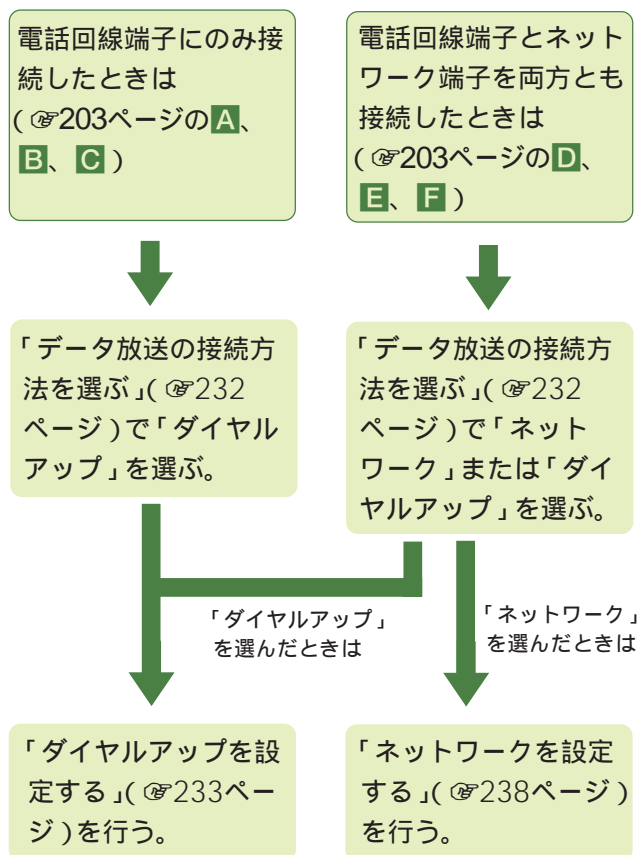 電話回線端子にのみ接
続したときは
(☞203ページのA、
B、C)
電話回線端子とネット
ワーク端子を両方とも
接続したときは
(☞203ページのD、
E、F)
「データ放送の接続方
法を選ぶ」(☞232
ページ)で「ダイヤル
アップ」を選ぶ。
「データ放送の接続方
法を選ぶ」(☞232
ページ)で「ネット
ワーク」または「ダイ
ヤルアップ」を選ぶ。
「ダイヤルアップ」
を選んだときは
「ネットワーク」
を選んだときは
「ダイヤルアップを設
定する」(☞233ペー
ジ)を行う。
「ネットワークを設定
する」(☞238ページ)
を行う。